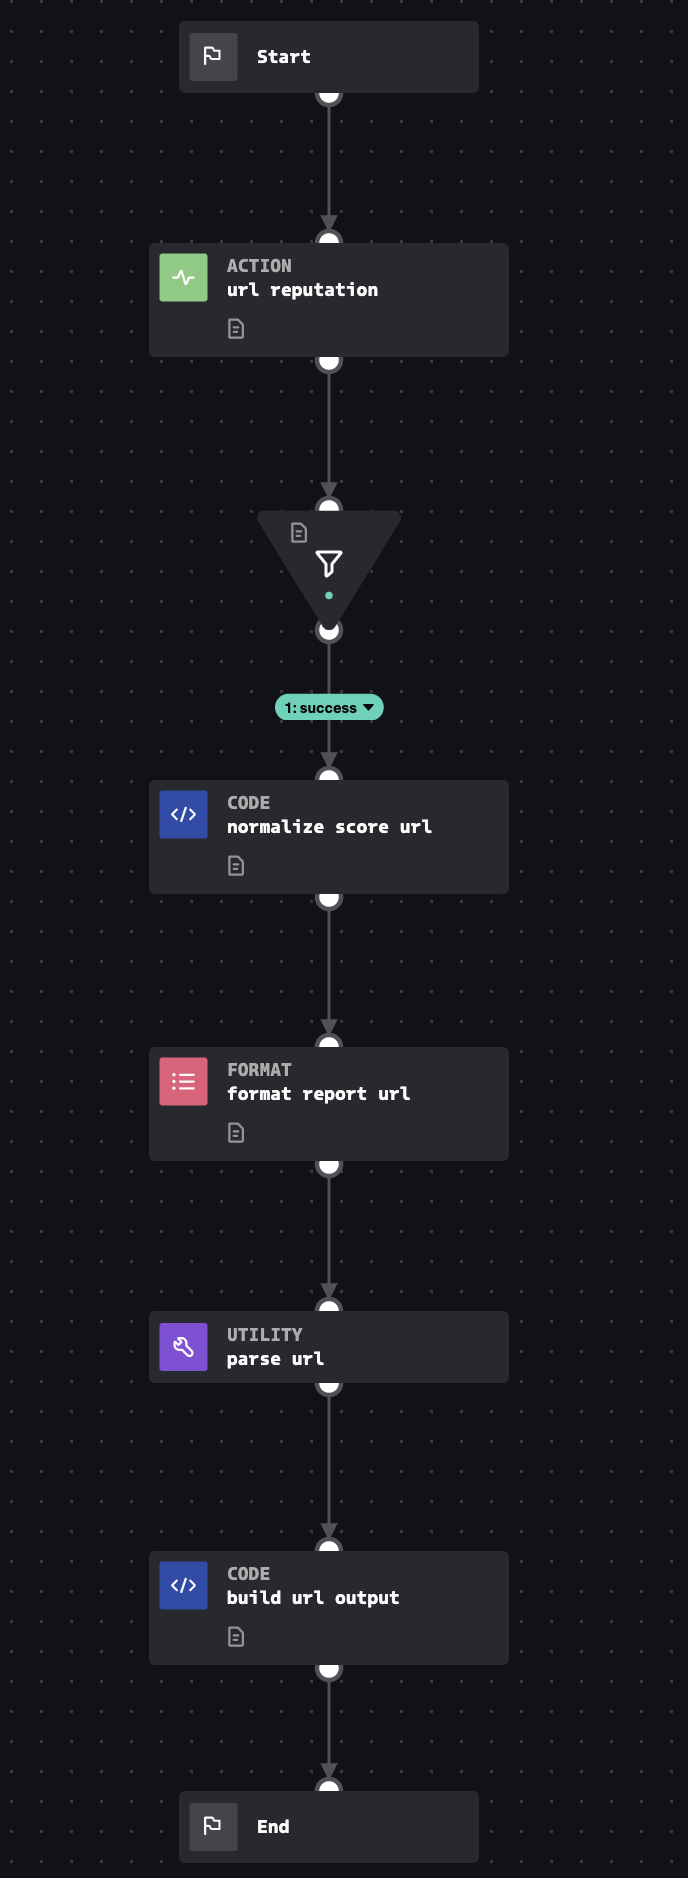 Start
ACTION
url reputation
1: success
CODE
normalize score url
FORMAT
format report url
UTILITY
parse url
CODE
build url output
End